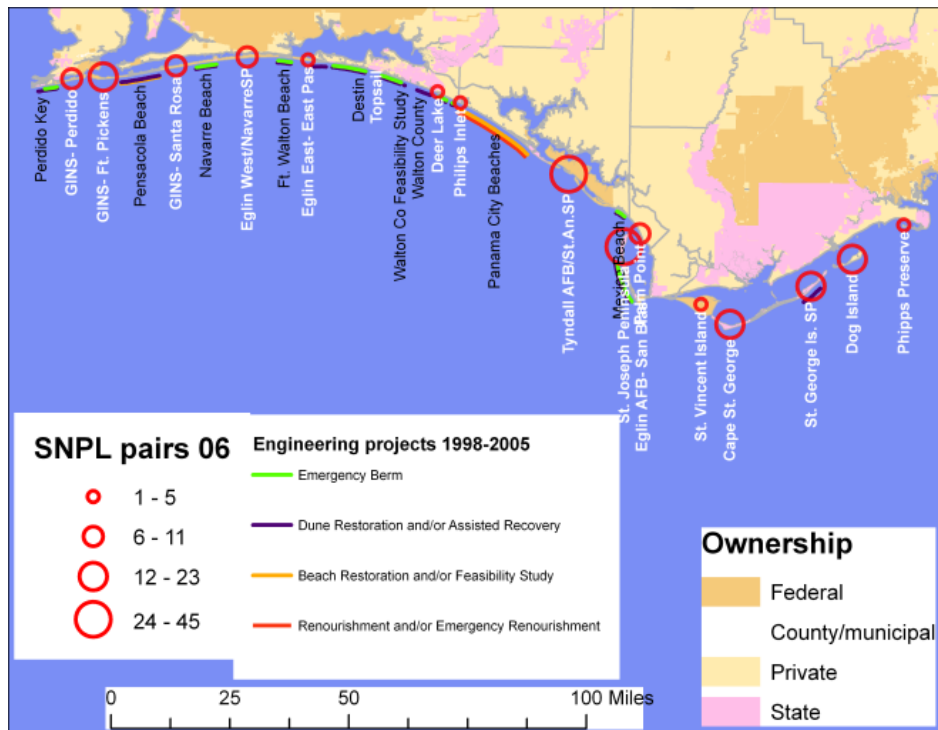 Perdido Key
GINS- Perdido
GINS- Ft. Pickens
Pensacola Beach
GINS- Santa Rosa
Navarre Beach
Eglin West/NavarreSP
Ft. Walton Beach
Eglin East- East Pass
Destin
Topsail
Walton Co Feasibility Study
Walton County
Deer Lake
Philips Inlet
Panama City Beaches
Tyndall AFB/St.An.SP
Mexico Beach
St. Joseph Peninsula
Eglin AFB- San Blas
Palm Point
St. Vincent Island
Cape St. George
St. George Is. SP
Dog Island
Phipps Preserve
SNPL pairs 06
1 - 5
6 - 11
12 - 23
24 - 45
Engineering projects 1998-2005
Emergency Berm
Dune Restoration and/or Assisted Recovery
Beach Restoration and/or Feasibility Study
Renourishment and/or Emergency Renourishment
Ownership
Federal
County/municipal
Private
State
0 25 50 100 Miles